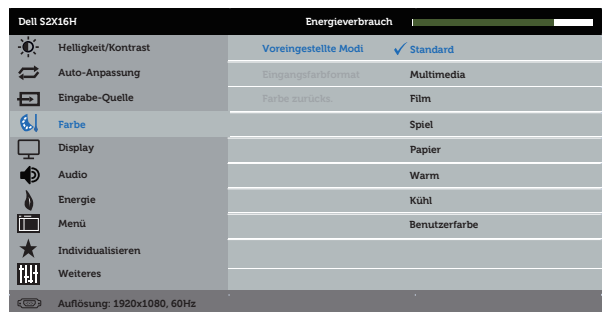 Dell S2X16H Energieverbrauch
Helligkeit/Kontrast Voreingestellte Modi Standard
Auto-Anpassung Eingangsfarbformat Multimedia
Eingabe-Quelle Farbe zurücks. Film
Farbe Spiel
Display Papier
Audio Warm
Energie Kühl
Menü Benutzerfarbe
Individualisieren
Weiteres
Auflösung: 1920x1080, 60Hz